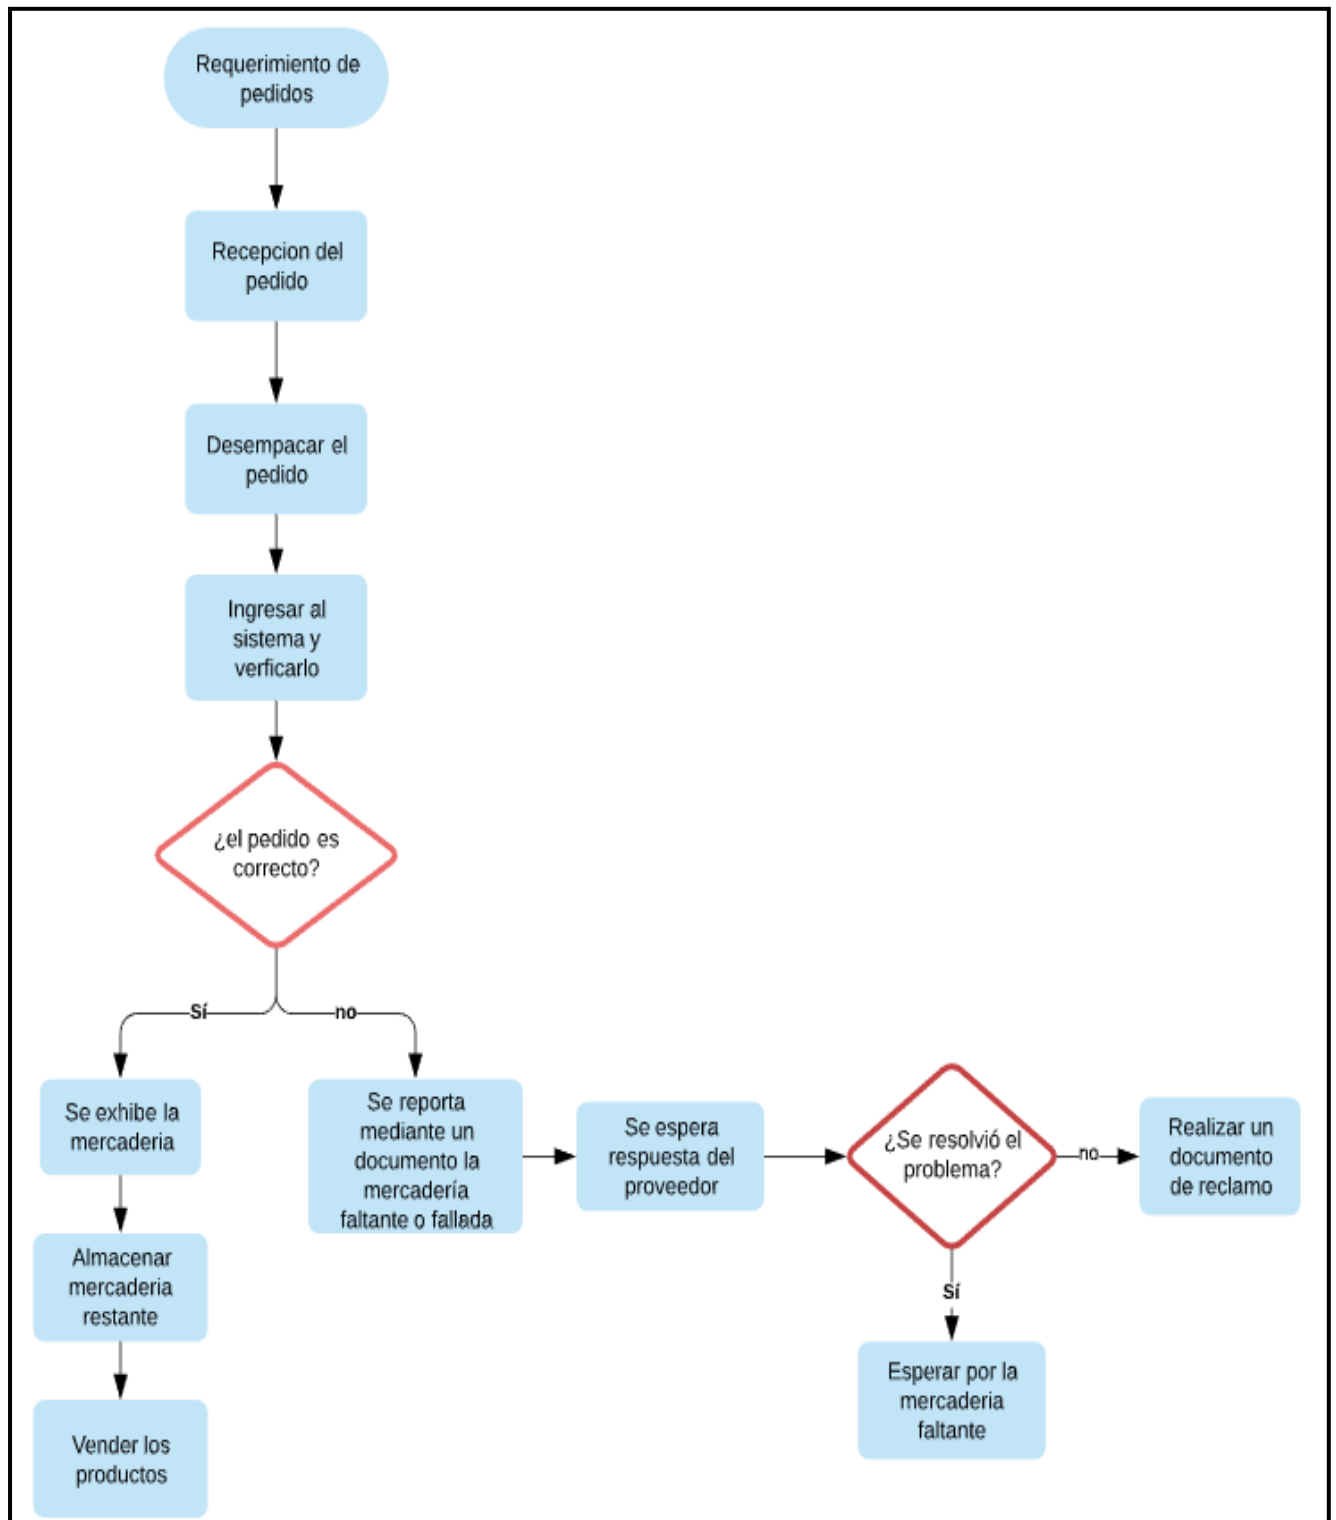 Requerimiento de
pedidos
Recepcion del
pedido
Desempacar el
pedido
Ingresar al
sistema y
verficarlo
¿el pedido es
correcto?
Sí
no
Se exhibe la
mercaderia
Almacenar
mercaderia
restante
Vender los
productos
Se reporta
mediante un
documento la
mercadería
faltante o fallada
Se espera
respuesta del
proveedor
¿Se resolvió el
problema?
no
Realizar un
documento
de reclamo
Sí
Esperar por la
mercaderia
faltante